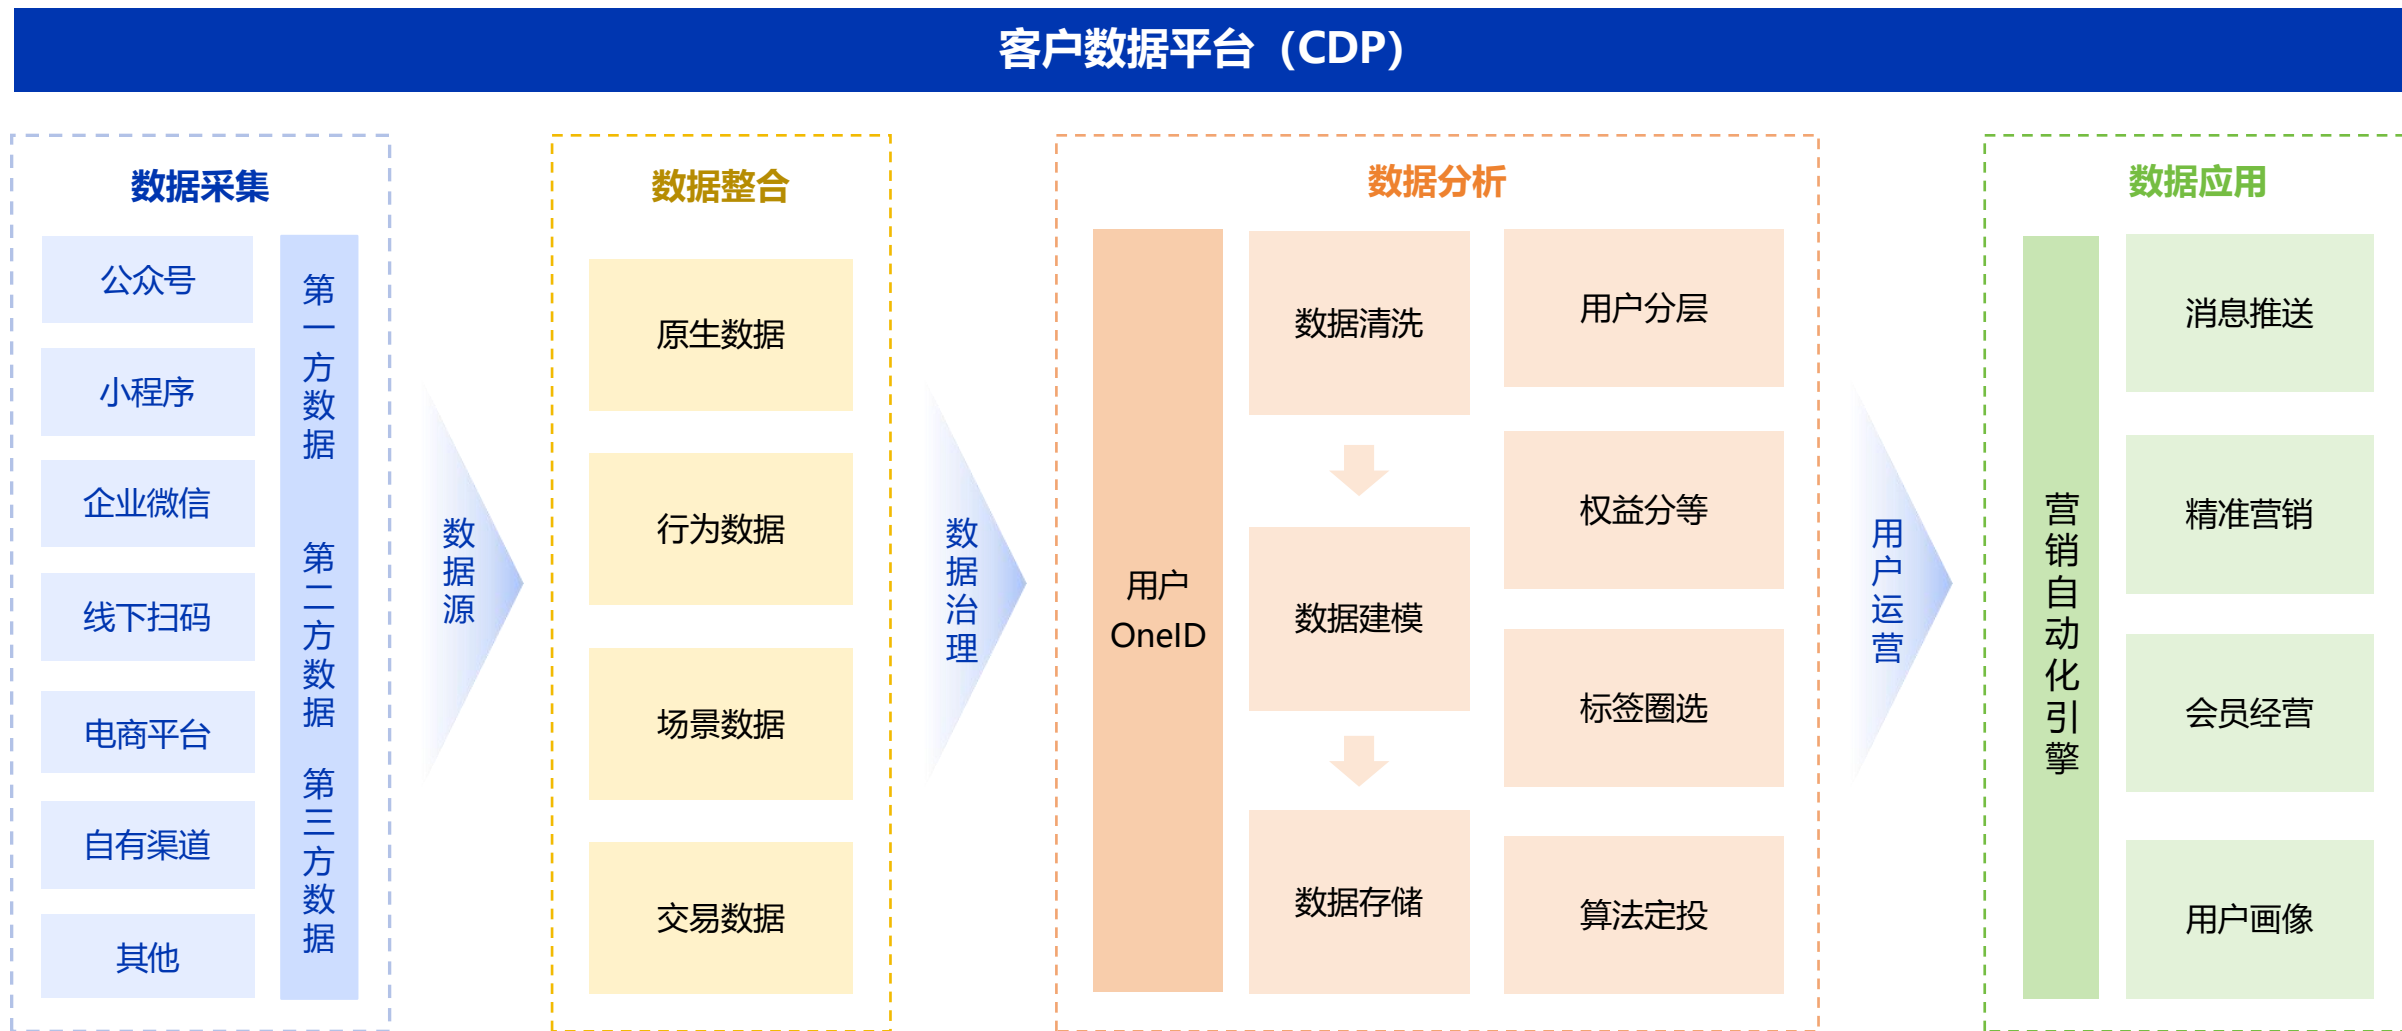 客户数据平台（CDP）
数据采集
公众号
小程序
企业微信
线下扫码
电商平台
自有渠道
其他
第一方数据
第二方数据
第三方数据
数据源
数据整合
原生数据
行为数据
场景数据
交易数据
数据治理
数据分析
用户
OneID
数据清洗
数据建模
数据存储
用户分层
权益分等
标签圈选
算法定投
用户运营
数据应用
营销自动化引擎
消息推送
精准营销
会员经营
用户画像